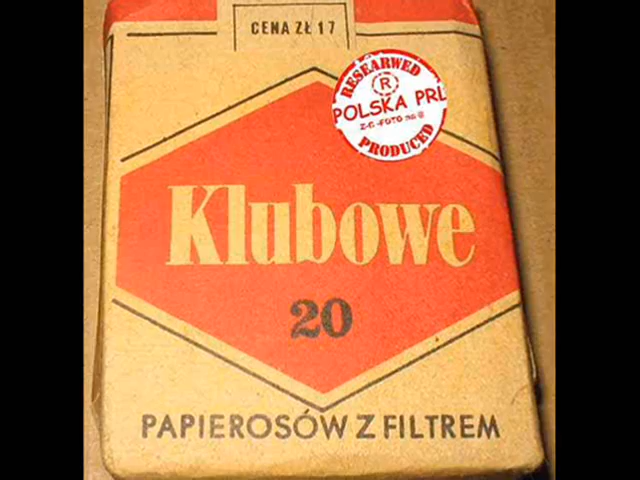 CENA ZŁ 17
RESEARWED
R
POLSKA PRL
PRODUCED
Klubowe
20
PAPIEROSÓW Z FILTREM